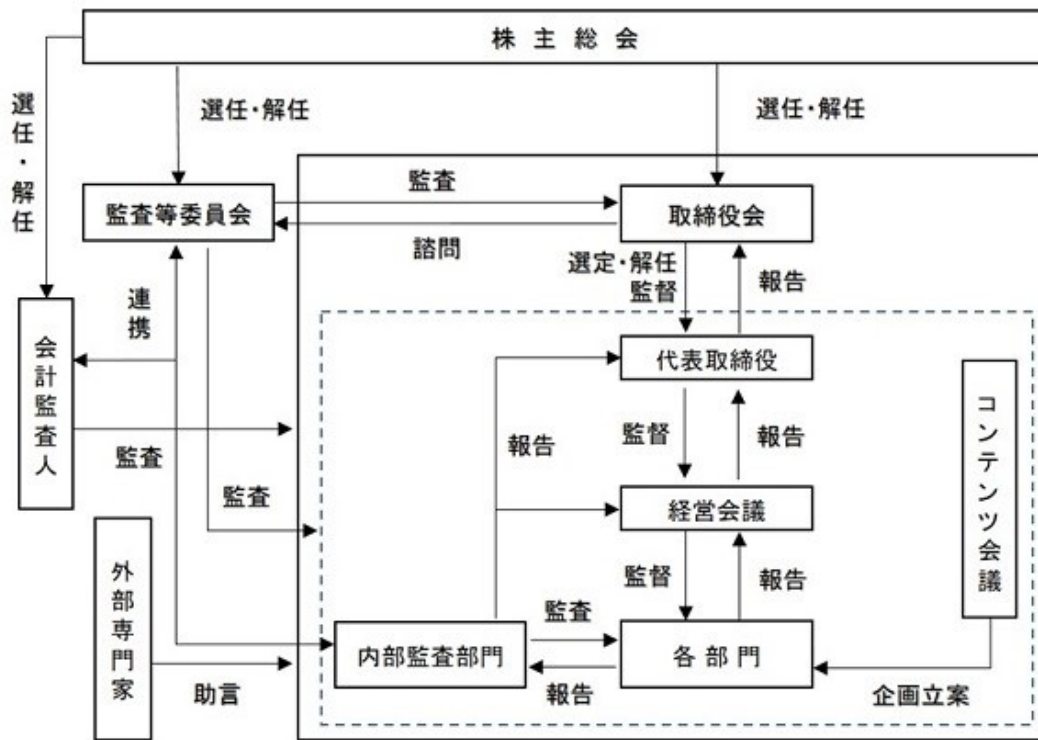 株主総会
選任・解任
選任・解任
選任・解任
監査等委員会
監査
取締役会
諮問
選定・解任
監督
報告
連携
会計監査人
代表取締役
コンテンツ会議
監査
報告
監督
報告
監査
経営会議
外部専門家
監督
報告
監査
内部監査部門
各部門
助言
報告
企画立案